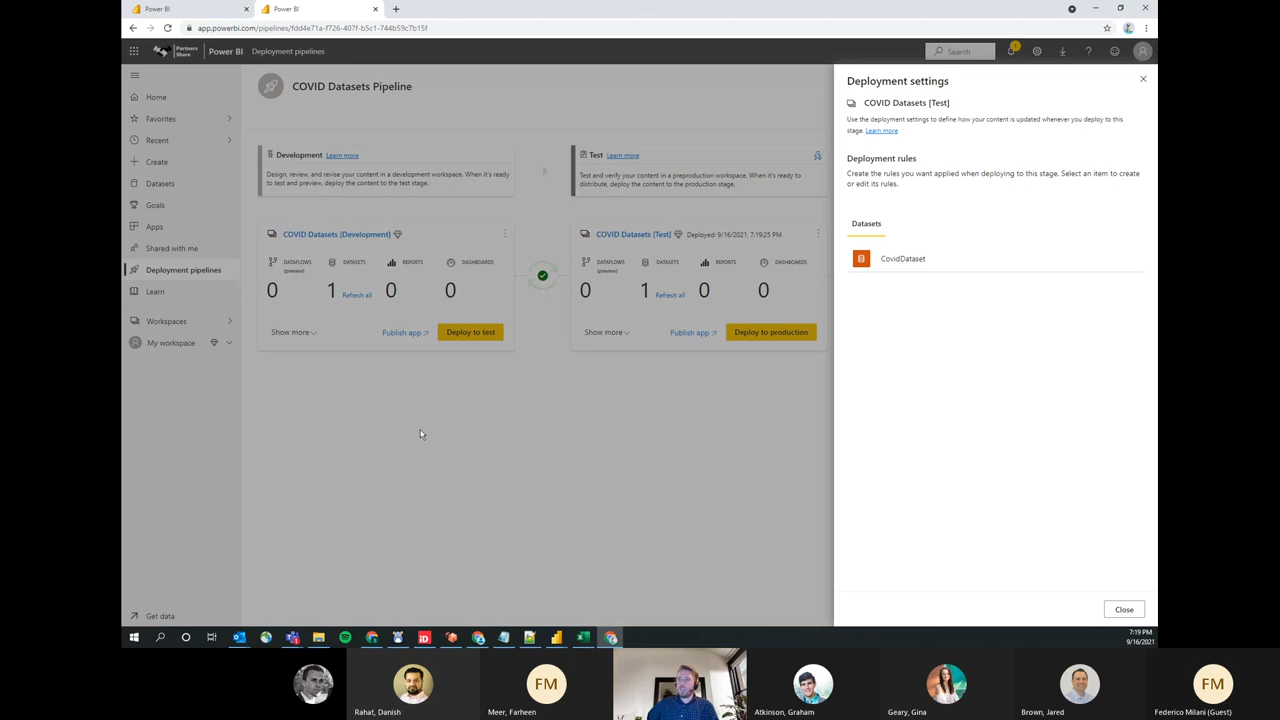 Power BI
Power BI
app.powerbi.com/pipelines/fdd4e71a-f726-407f-b5c1-744b59c7b15f
Partners Share
Power BI
Deployment pipelines
Search
1
Home
Favorites
Recent
Create
Datasets
Goals
Apps
Shared with me
Deployment pipelines
Learn
Workspaces
My workspace
Get data
COVID Datasets Pipeline
Development Learn more
Design, review, and revise your content in a development workspace. When it's ready
to test and preview, deploy the content to the test stage.
Test Learn more
Test and verify your content in a preproduction workspace. When it's ready to
distribute, deploy the content to the production stage.
COVID Datasets [Development]
DATAFLOWS DATASETS REPORTS DASHBOARDS
(preview)
0 1 Refresh all 0 0
Show more Publish app Deploy to test
COVID Datasets [Test] Deployed: 9/16/2021, 7:19:25 PM
DATAFLOWS DATASETS REPORTS DASHBOARDS
(preview)
0 1 Refresh all 0 0
Show more Publish app Deploy to production
Deployment settings
COVID Datasets [Test]
Use the deployment settings to define how your content is updated whenever you deploy to this
stage. Learn more
Deployment rules
Create the rules you want applied when deploying to this stage. Select an item to create
or edit its rules.
Datasets
CovidDataset
Close
iD
7:19 PM
9/16/2021
FM
FM
Rahat, Danish
Meer, Farheen
Atkinson, Graham
Geary, Gina
Brown, Jared
Federico Milani (Guest)